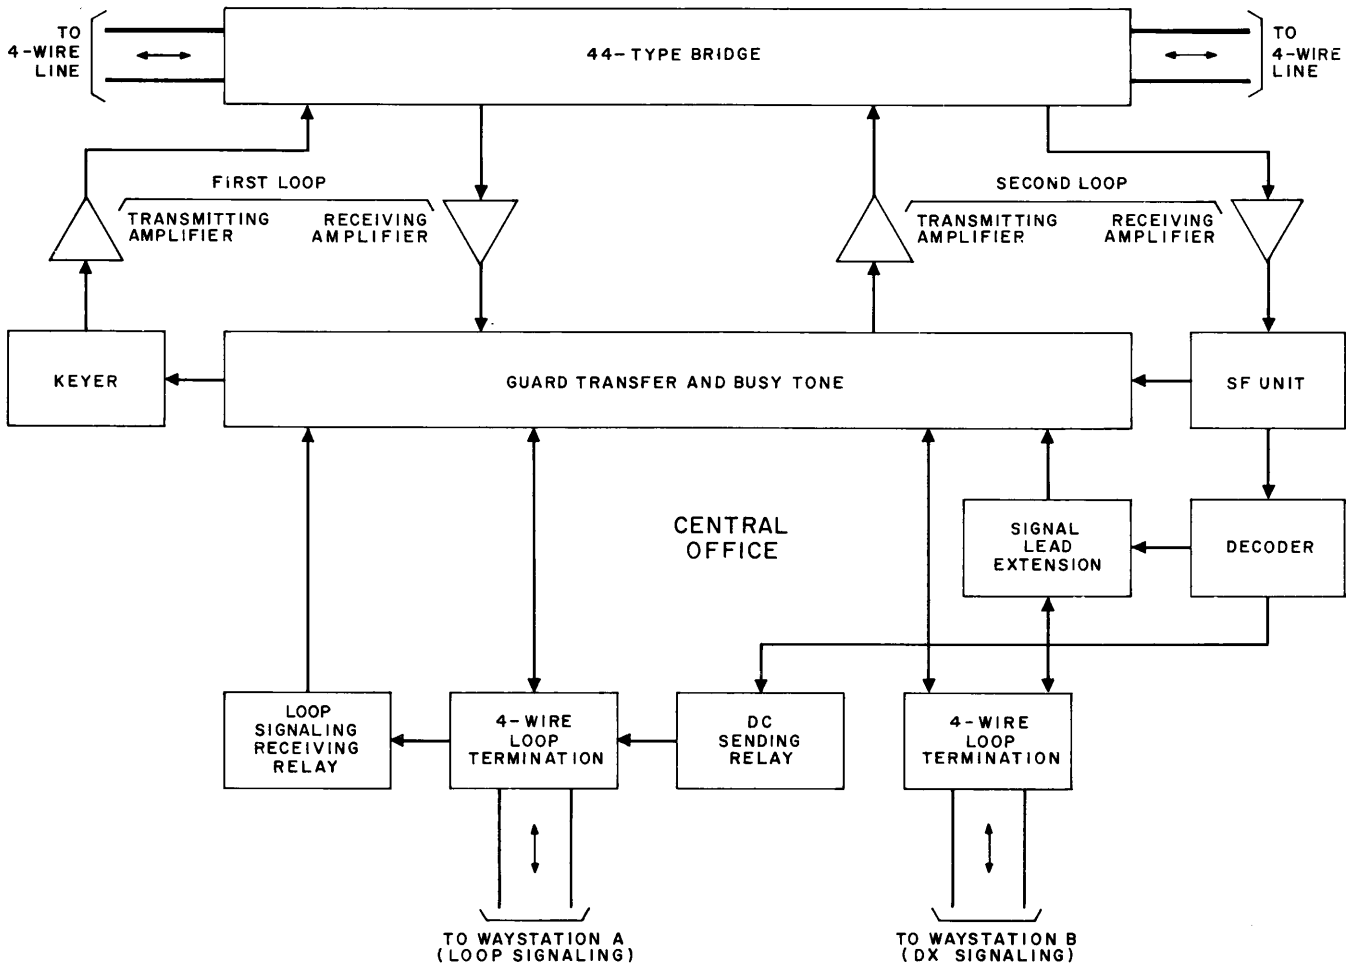 TO
4-WIRE
LINE
44-TYPE BRIDGE
TO
4-WIRE
LINE
FIRST LOOP
TRANSMITTING
AMPLIFIER
RECEIVING
AMPLIFIER
SECOND LOOP
TRANSMITTING
AMPLIFIER
RECEIVING
AMPLIFIER
KEYER
GUARD TRANSFER AND BUSY TONE
SF UNIT
CENTRAL
OFFICE
SIGNAL
LEAD
EXTENSION
DECODER
LOOP
SIGNALING
RECEIVING
RELAY
4-WIRE
LOOP
TERMINATION
DC
SENDING
RELAY
4-WIRE
LOOP
TERMINATION
TO WAYSTATION A
(LOOP SIGNALING)
TO WAYSTATION B
(DX SIGNALING)